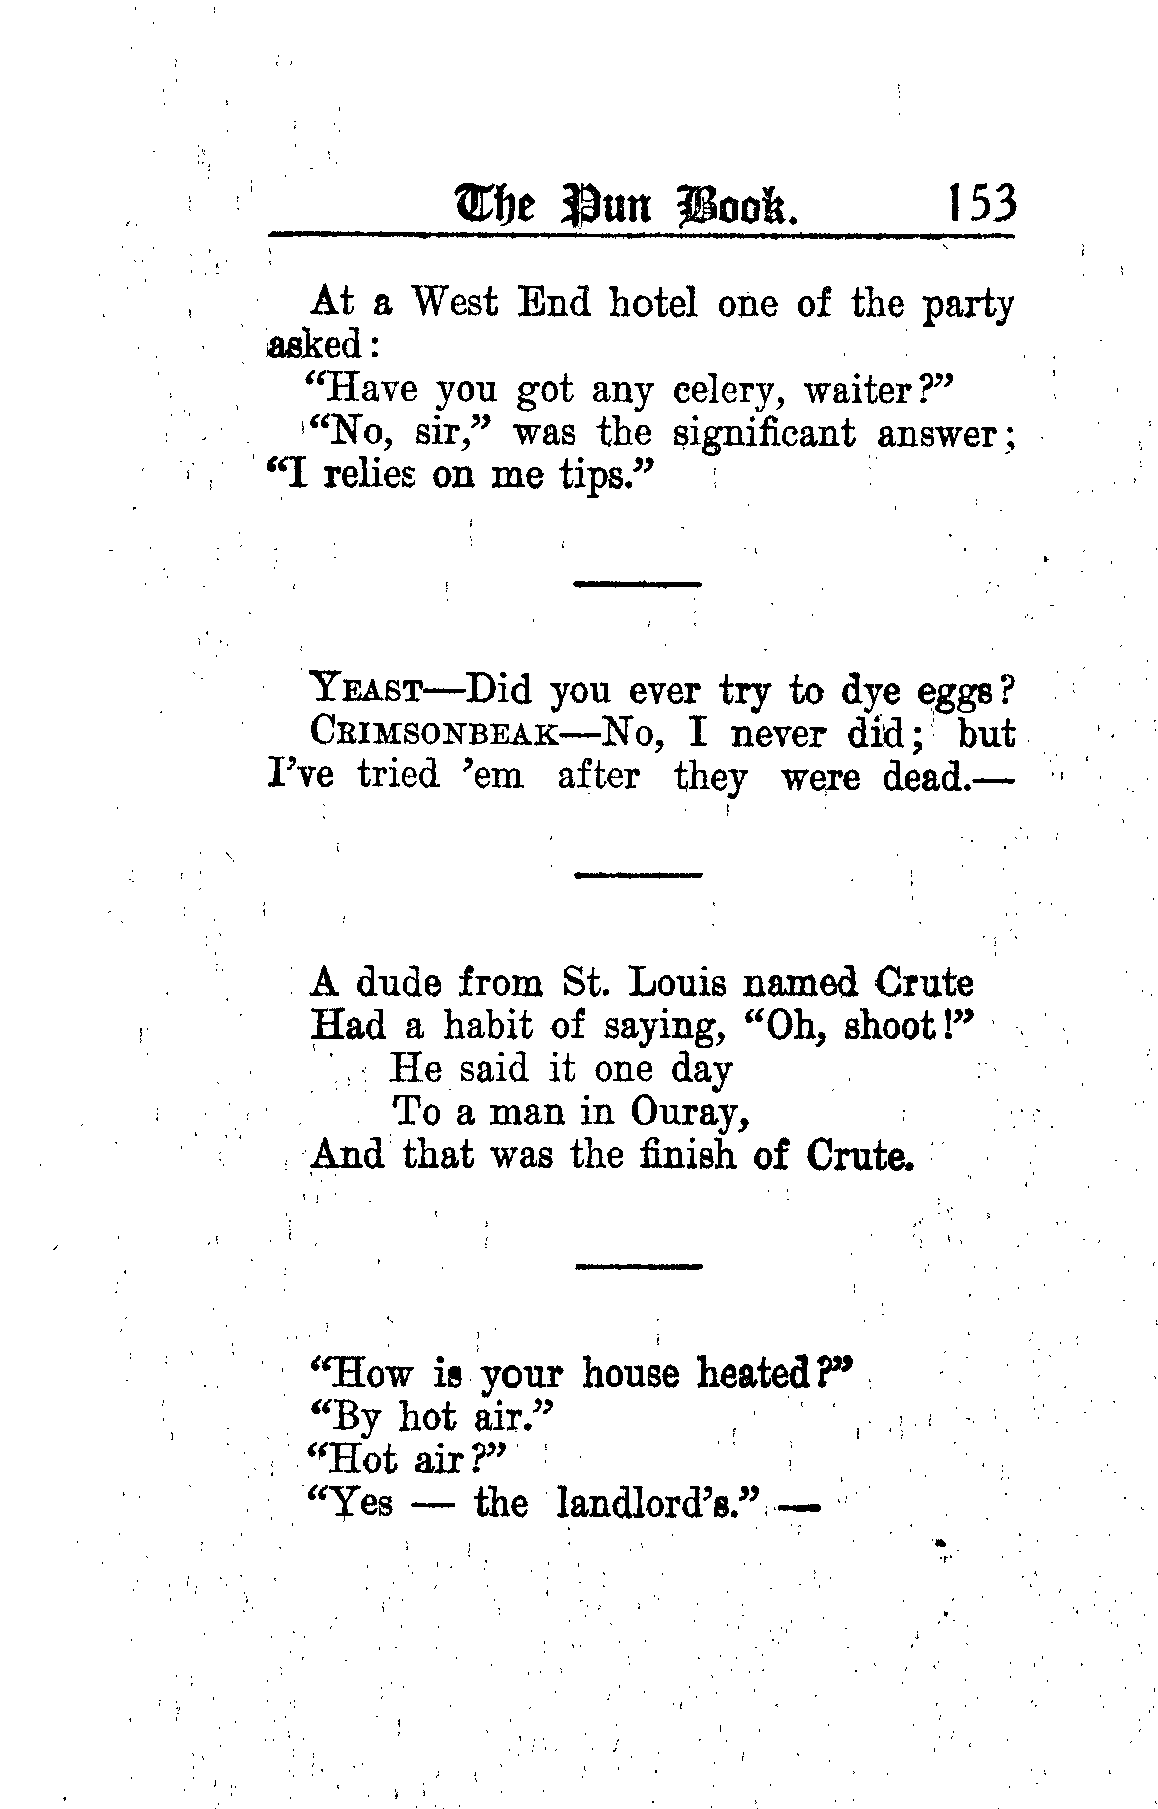 The Pun Book. 153
At a West End hotel one of the party
asked:
"Have you got any celery, waiter?"
"No, sir," was the significant answer;
"I relies on me tips."
YEAST—Did you ever try to dye eggs?
CRIMSONBEAK—No, I never did; but
I've tried 'em after they were dead.—
A dude from St. Louis named Crute
Had a habit of saying, "Oh, shoot!"
He said it one day
To a man in Ouray,
And that was the finish of Crute.
"How is your house heated?"
"By hot air."
"Hot air?"
"Yes — the landlord's." —